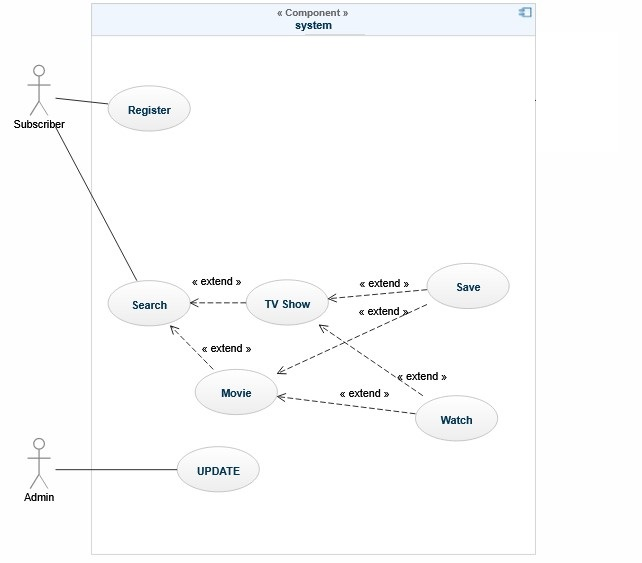 « Component »
system
Register
Subscriber
« extend »
« extend »
Save
Search
TV Show
« extend »
« extend »
« extend »
Movie
« extend »
Watch
UPDATE
Admin